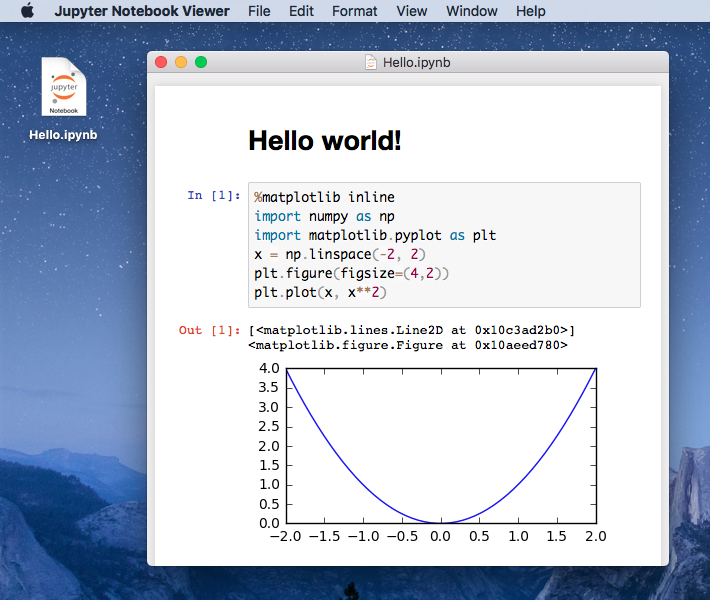 Jupyter Notebook Viewer File Edit Format View Window Help
Hello.ipynb
jupyter
Notebook
Hello.ipynb
Hello world!
In [1]:
%matplotlib inline
import numpy as np
import matplotlib.pyplot as plt
x = np.linspace(-2, 2)
plt.figure(figsize=(4,2))
plt.plot(x, x**2)
Out [1]:
[<matplotlib.lines.Line2D at 0x10c3ad2b0>]
<matplotlib.figure.Figure at 0x10aeed780>
4.0
3.5
3.0
2.5
2.0
1.5
1.0
0.5
0.0
−2.0 −1.5 −1.0 −0.5 0.0 0.5 1.0 1.5 2.0